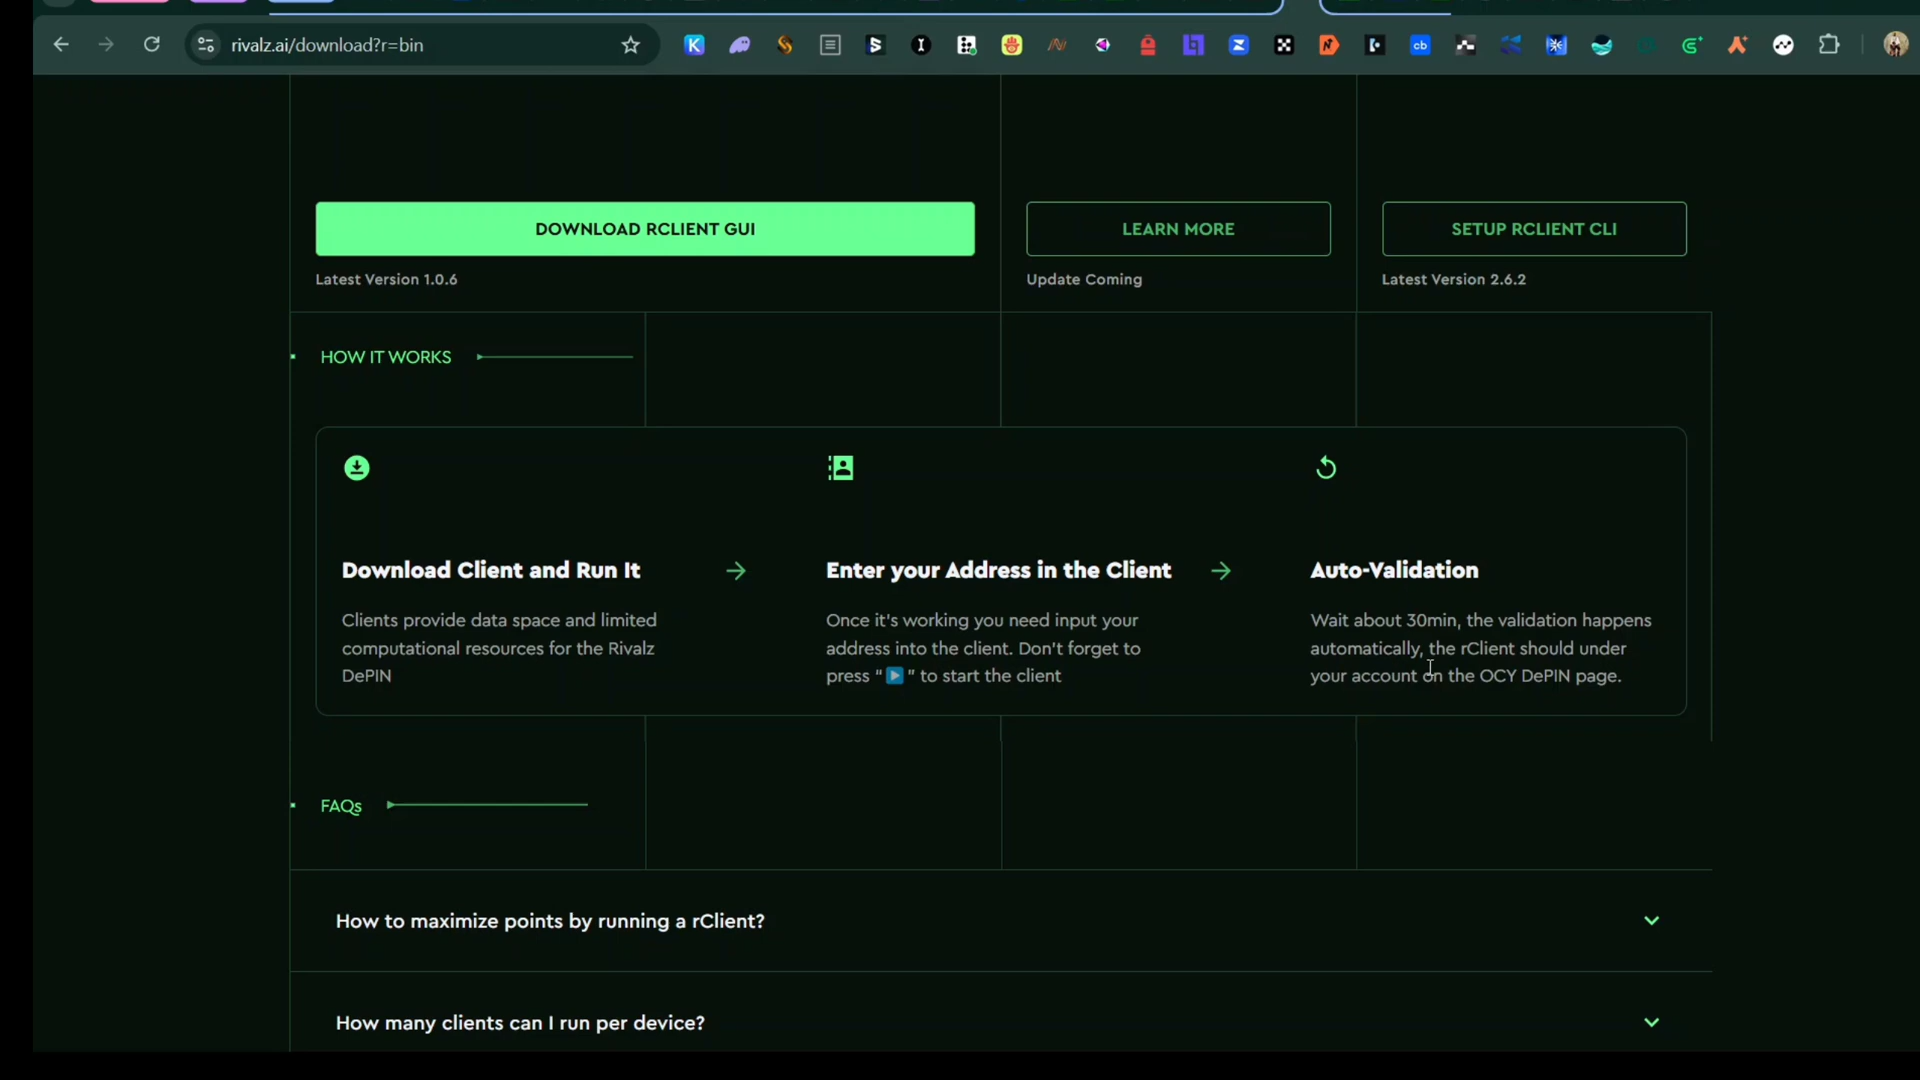 rivalz.ai/download?r=bin
DOWNLOAD RCLIENT GUI
LEARN MORE
SETUP RCLIENT CLI
Latest Version 1.0.6
Update Coming
Latest Version 2.6.2
HOW IT WORKS
Download Client and Run It
Clients provide data space and limited
computational resources for the Rivalz
DePIN
Enter your Address in the Client
Once it's working you need input your
address into the client. Don't forget to
press “ ▶ ” to start the client
Auto-Validation
Wait about 30min, the validation happens
automatically, the rClient should under
your account on the OCY DePIN page.
FAQs
How to maximize points by running a rClient?
How many clients can I run per device?